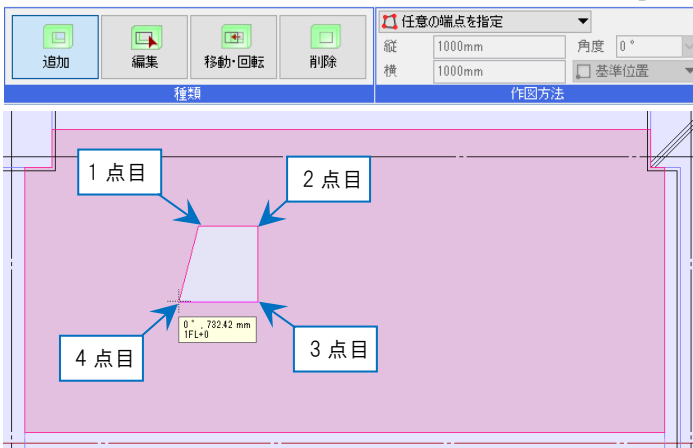 任意の端点を指定
追加 編集 移動・回転 削除
縦 1000mm 角度 0°
横 1000mm 基準位置
種類 作図方法
1点目 2点目
0°, 732.42 mm
1FL+0
4点目 3点目